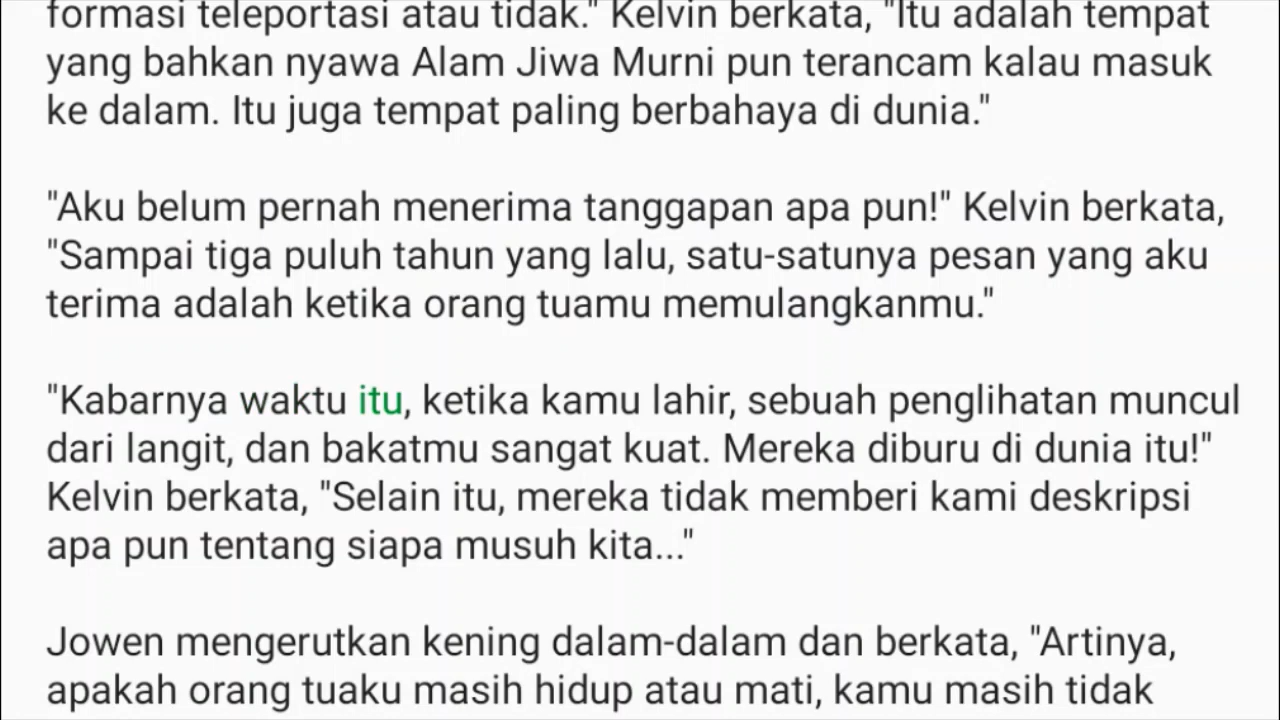 formasi teleportasi atau tidak." Kelvin berkata, "Itu adalah tempat
yang bahkan nyawa Alam Jiwa Murni pun terancam kalau masuk
ke dalam. Itu juga tempat paling berbahaya di dunia."
"Aku belum pernah menerima tanggapan apa pun!" Kelvin berkata,
"Sampai tiga puluh tahun yang lalu, satu-satunya pesan yang aku
terima adalah ketika orang tuamu memulangkanmu."
"Kabarnya waktu itu, ketika kamu lahir, sebuah penglihatan muncul
dari langit, dan bakatmu sangat kuat. Mereka diburu di dunia itu!"
Kelvin berkata, "Selain itu, mereka tidak memberi kami deskripsi
apa pun tentang siapa musuh kita..."
Jowen mengerutkan kening dalam-dalam dan berkata, "Artinya,
apakah orang tuaku masih hidup atau mati, kamu masih tidak